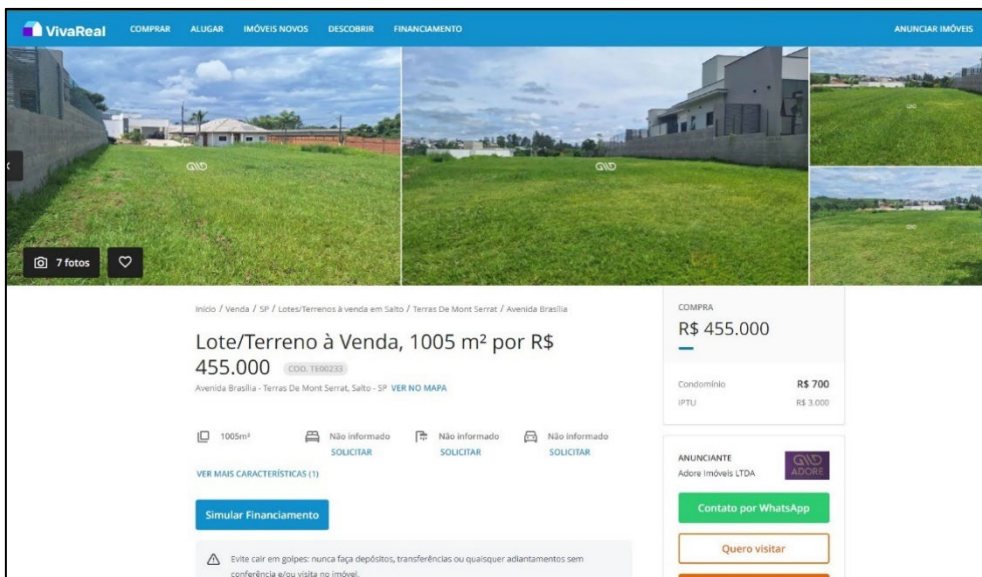 VivaReal COMPRAR ALUGAR IMÓVEIS NOVOS DESCOBRIR FINANCIAMENTO ANUNCIAR IMÓVEIS
7 fotos
Início / Venda / SP / Lotes/Terrenos à venda em Salto / Terras De Mont Serrat / Avenida Brasília
Lote/Terreno à Venda, 1005 m² por R$
455.000 COD. TE00233
Avenida Brasília - Terras De Mont Serrat, Salto - SP VER NO MAPA
1005m² Não informado Não informado Não informado
SOLICITAR SOLICITAR SOLICITAR
VER MAIS CARACTERÍSTICAS (1)
Simular Financiamento
Evite cair em golpes: nunca faça depósitos, transferências ou quaisquer adiantamentos sem
conferência e/ou visita no imóvel.
COMPRA
R$ 455.000
Condomínio R$ 700
IPTU R$ 3.000
ANUNCIANTE
Adore Imóveis LTDA
ADORE
Contato por WhatsApp
Quero visitar